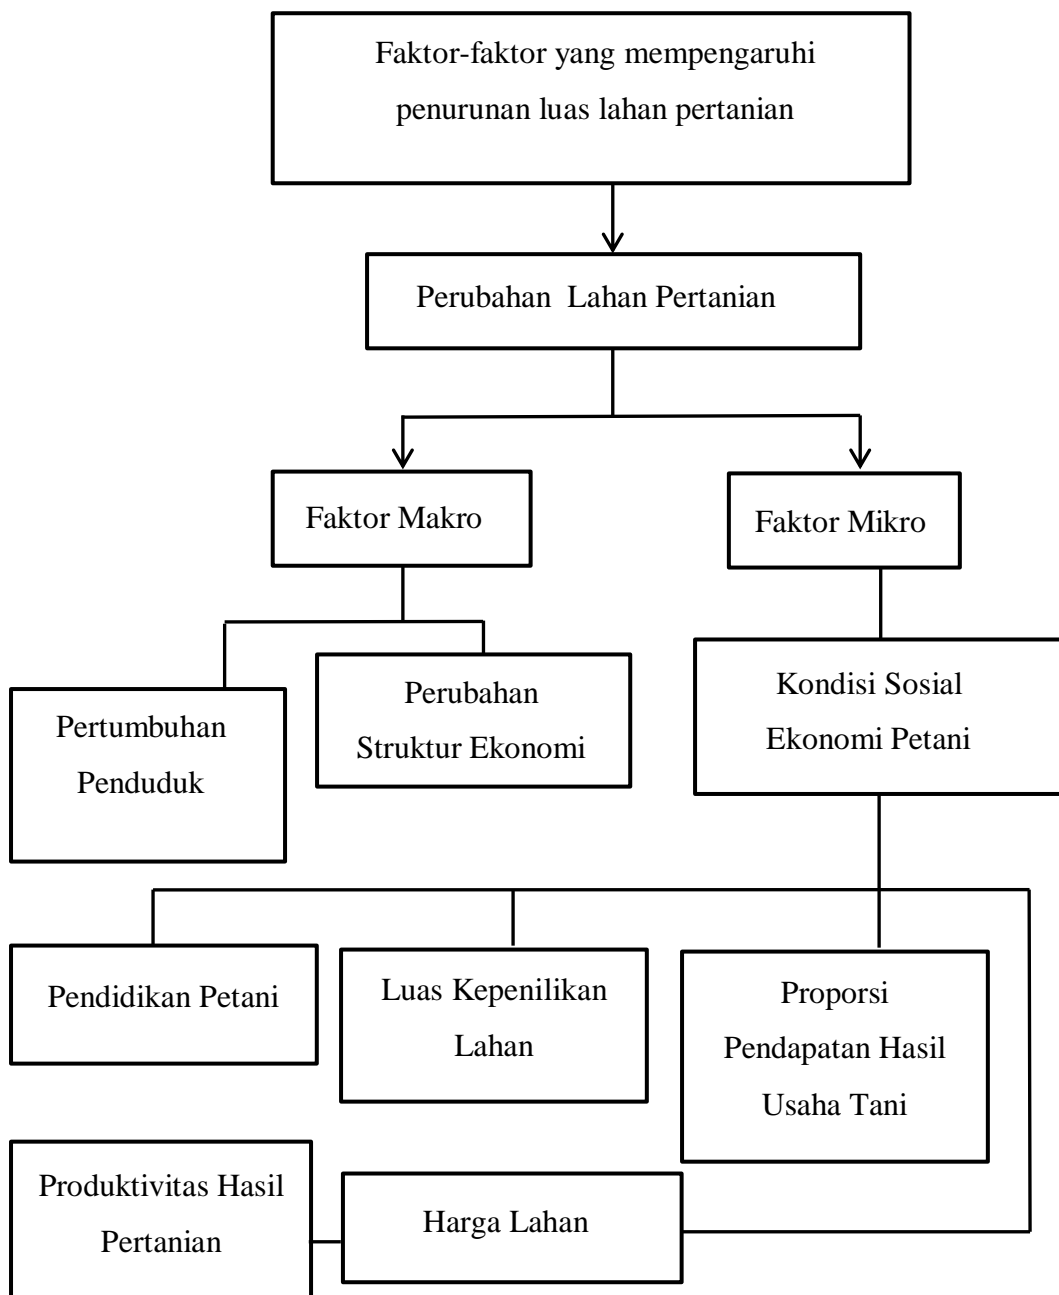 Faktor-faktor yang mempengaruhi
penurunan luas lahan pertanian
Perubahan  Lahan Pertanian
Faktor Makro
Faktor Mikro
Pertumbuhan
Penduduk
Perubahan
Struktur Ekonomi
Kondisi Sosial
Ekonomi Petani
Pendidikan Petani
Luas Kepenilikan
Lahan
Proporsi
Pendapatan Hasil
Usaha Tani
Produktivitas Hasil
Pertanian
Harga Lahan